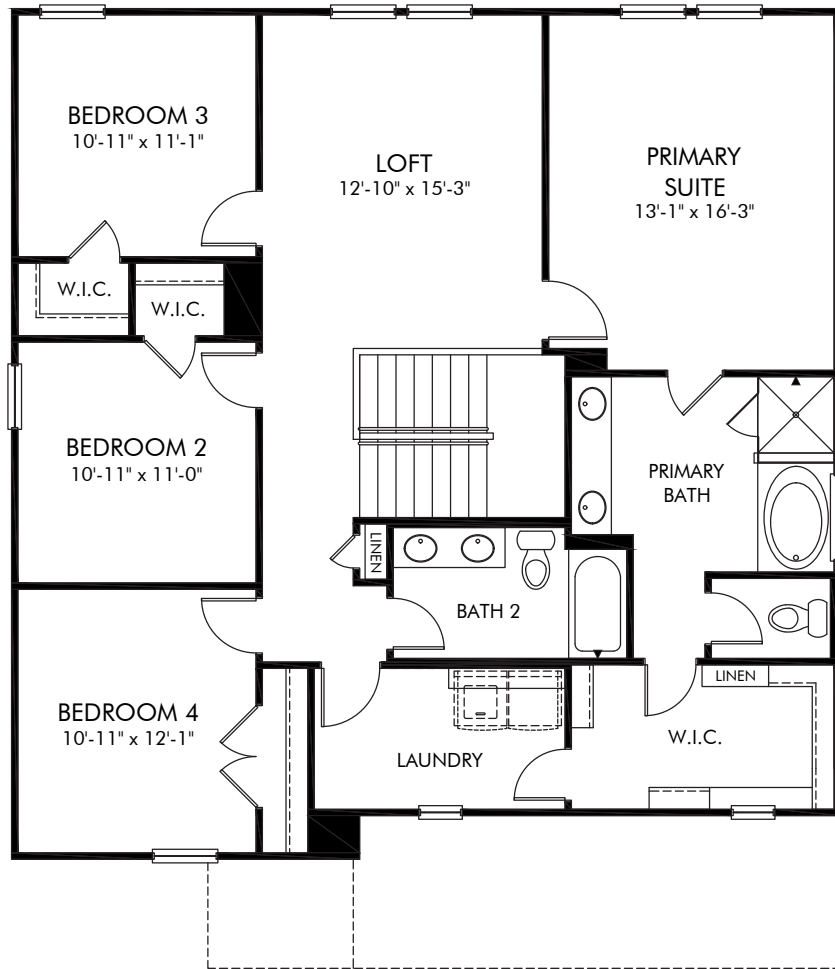 BEDROOM 3
10'-11" x 11'-1"
LOFT
12'-10" x 15'-3"
PRIMARY
SUITE
13'-1" x 16'-3"
W.I.C.
W.I.C.
BEDROOM 2
10'-11" x 11'-0"
PRIMARY
BATH
LINEN
BATH 2
BEDROOM 4
10'-11" x 12'-1"
LAUNDRY
LINEN
W.I.C.